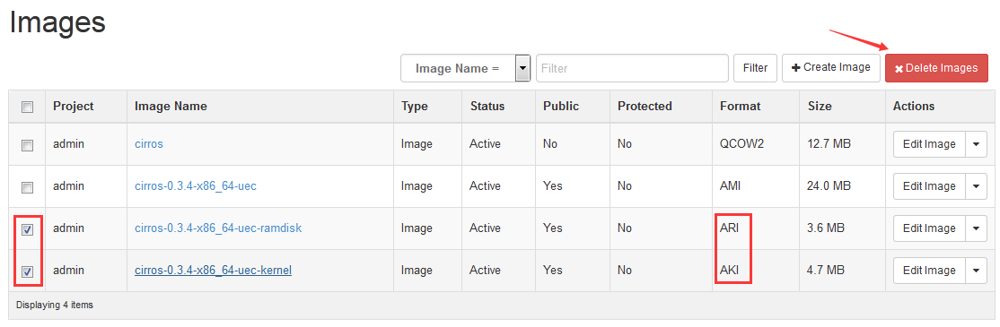 Images
Image Name = Filter Filter Create Image Delete Images
Project Image Name Type Status Public Protected Format Size Actions
admin cirros Image Active No No QCOW2 12.7 MB Edit Image
admin cirros-0.3.4-x86_64-uec Image Active Yes No AMI 24.0 MB Edit Image
admin cirros-0.3.4-x86_64-uec-ramdisk Image Active Yes No ARI 3.6 MB Edit Image
admin cirros-0.3.4-x86_64-uec-kernel Image Active Yes No AKI 4.7 MB Edit Image
Displaying 4 items